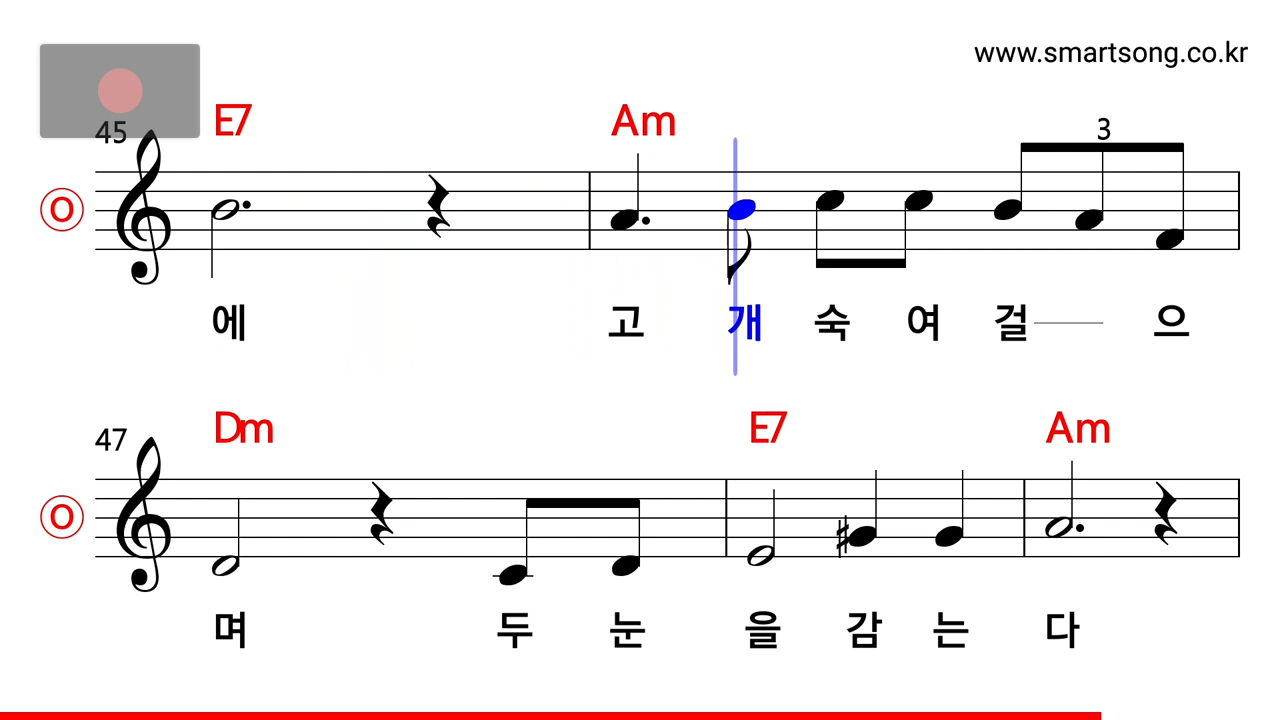 www.smartsong.co.kr
45 E7 Am 3
O
에 고 개 숙 여 걸 으
47 Dm E7 Am
O
며 두 눈 을 감 는 다